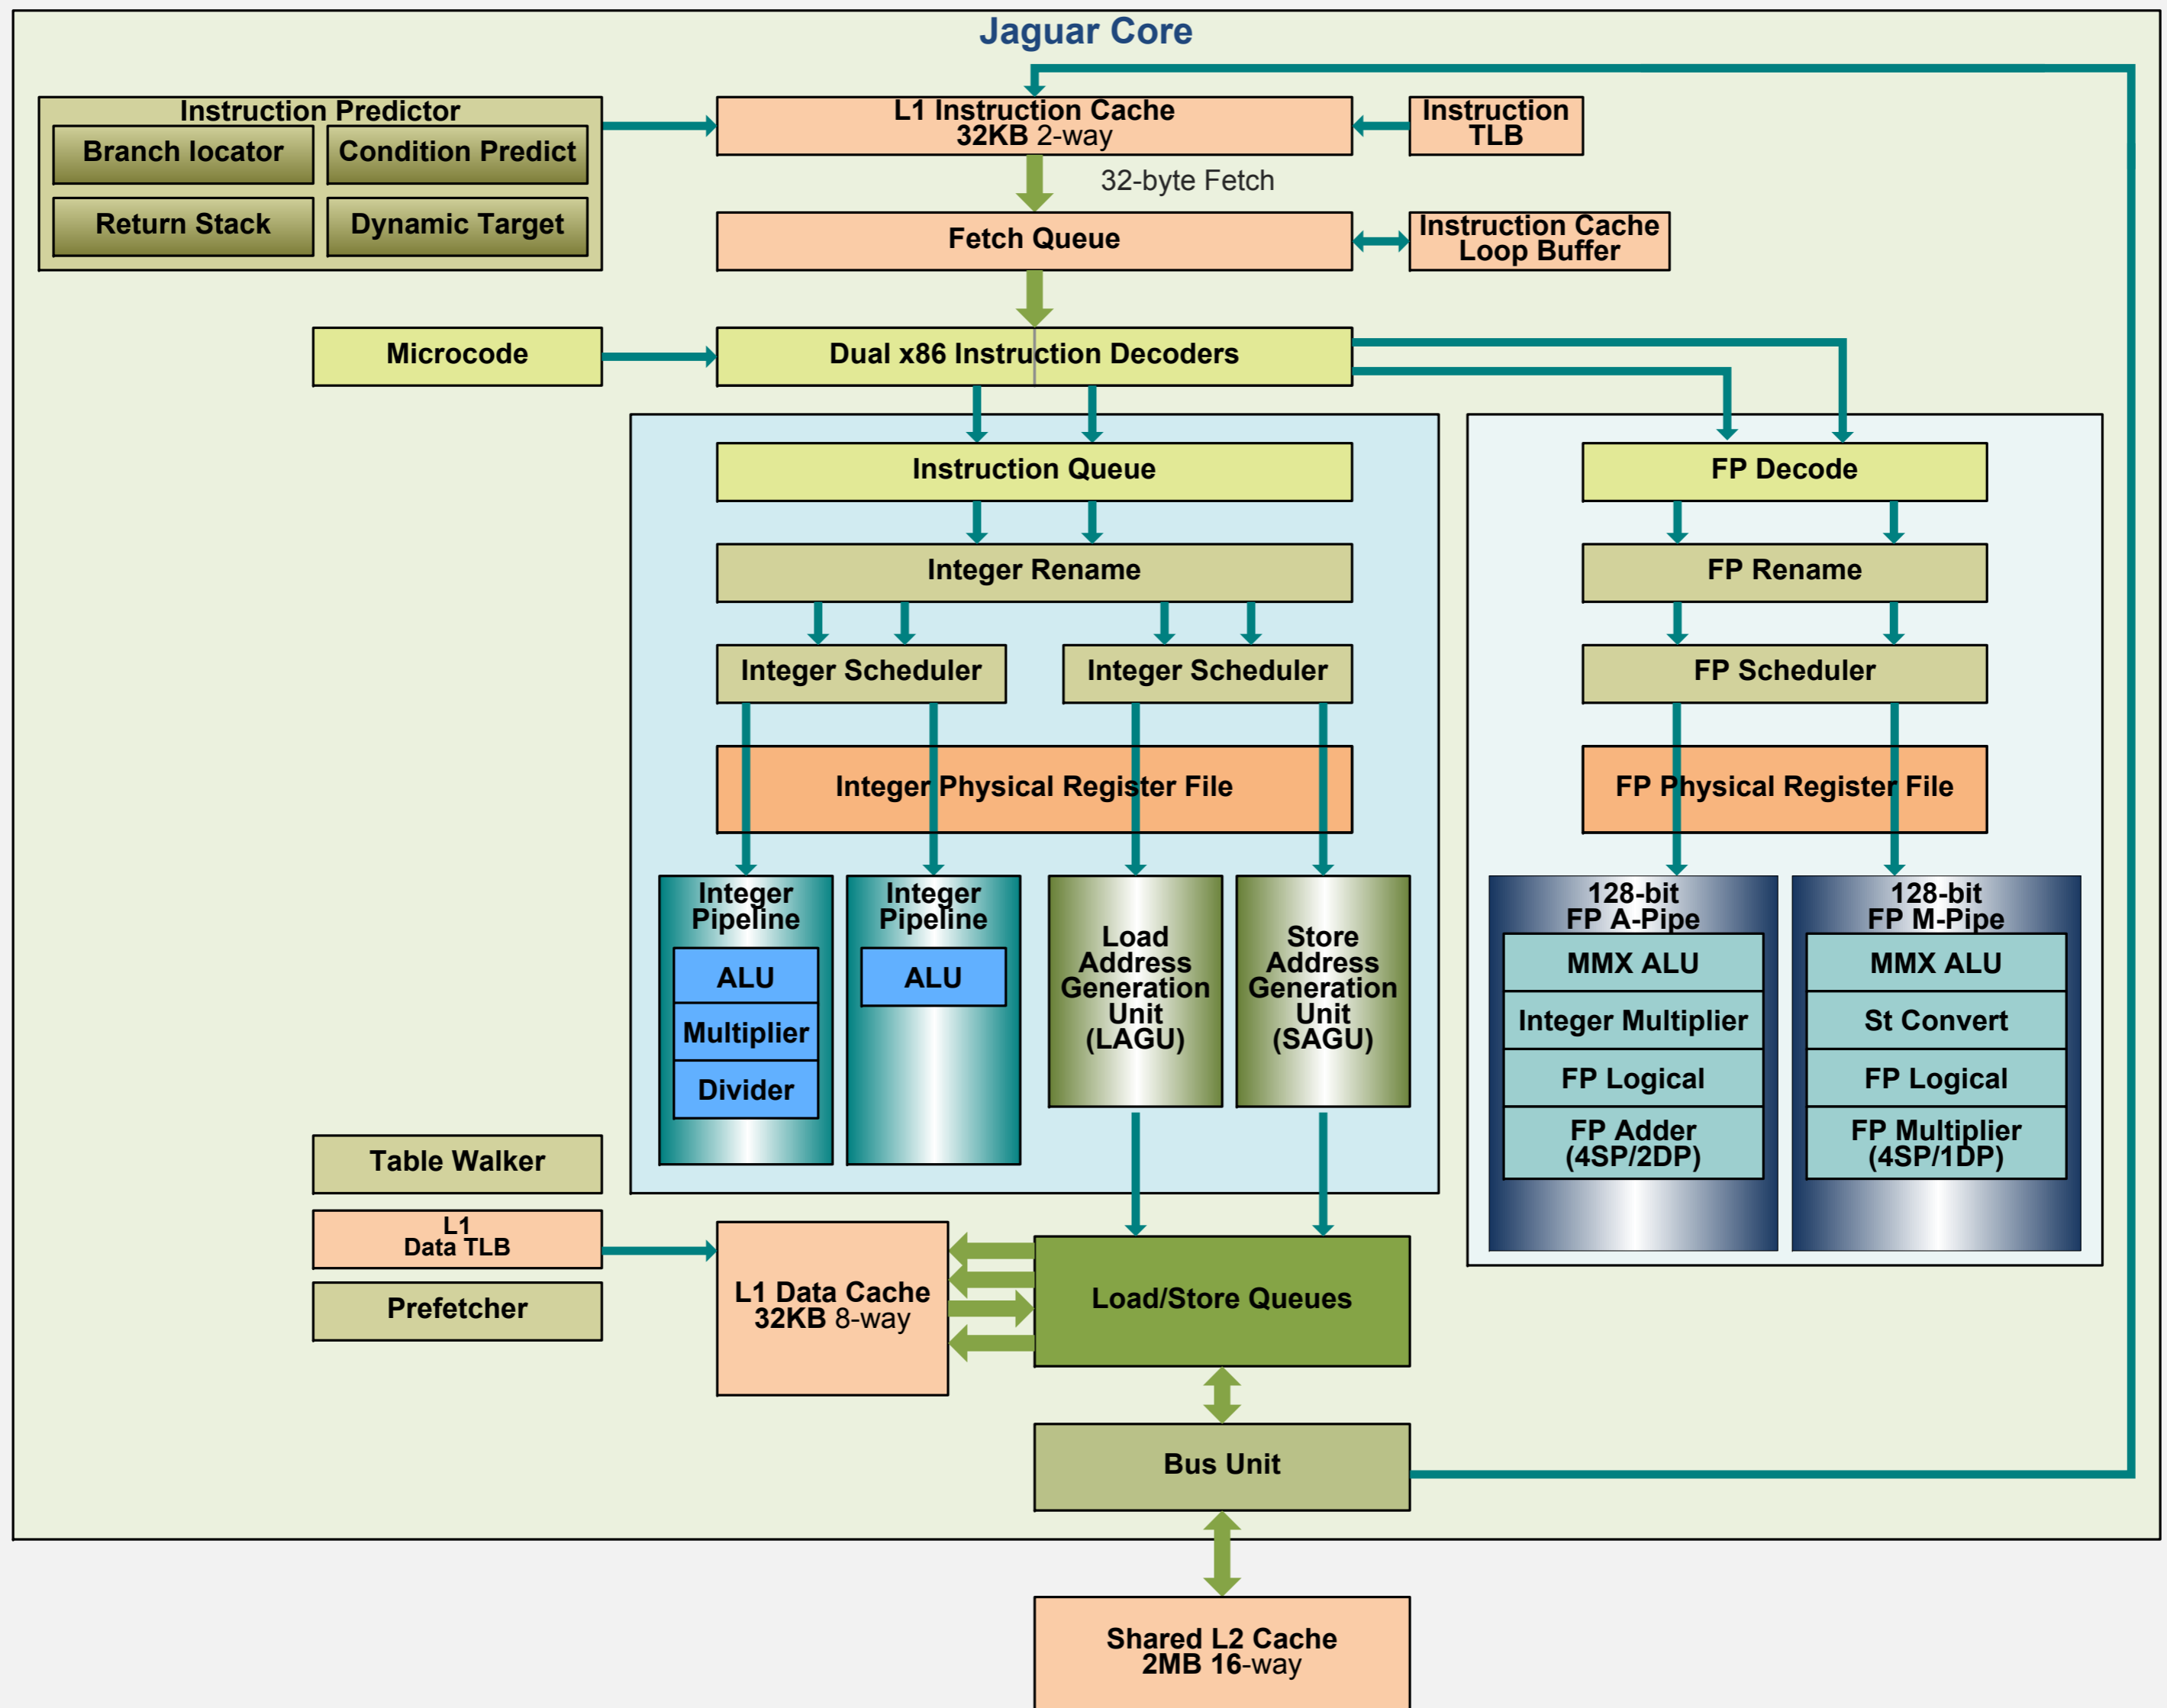 Jaguar Core
Instruction Predictor
Branch locator
Condition Predict
Return Stack
Dynamic Target
L1 Instruction Cache
32KB 2-way
Instruction
TLB
32-byte Fetch
Fetch Queue
Instruction Cache
Loop Buffer
Microcode
Dual x86 Instruction Decoders
Instruction Queue
FP Decode
Integer Rename
FP Rename
Integer Scheduler
Integer Scheduler
FP Scheduler
Integer Physical Register File
FP Physical Register File
Integer
Pipeline
ALU
Multiplier
Divider
Integer
Pipeline
ALU
Load
Address
Generation
Unit
(LAGU)
Store
Address
Generation
Unit
(SAGU)
128-bit
FP A-Pipe
MMX ALU
Integer Multiplier
FP Logical
FP Adder
(4SP/2DP)
128-bit
FP M-Pipe
MMX ALU
St Convert
FP Logical
FP Multiplier
(4SP/1DP)
Table Walker
L1
Data TLB
Prefetcher
L1 Data Cache
32KB 8-way
Load/Store Queues
Bus Unit
Shared L2 Cache
2MB 16-way